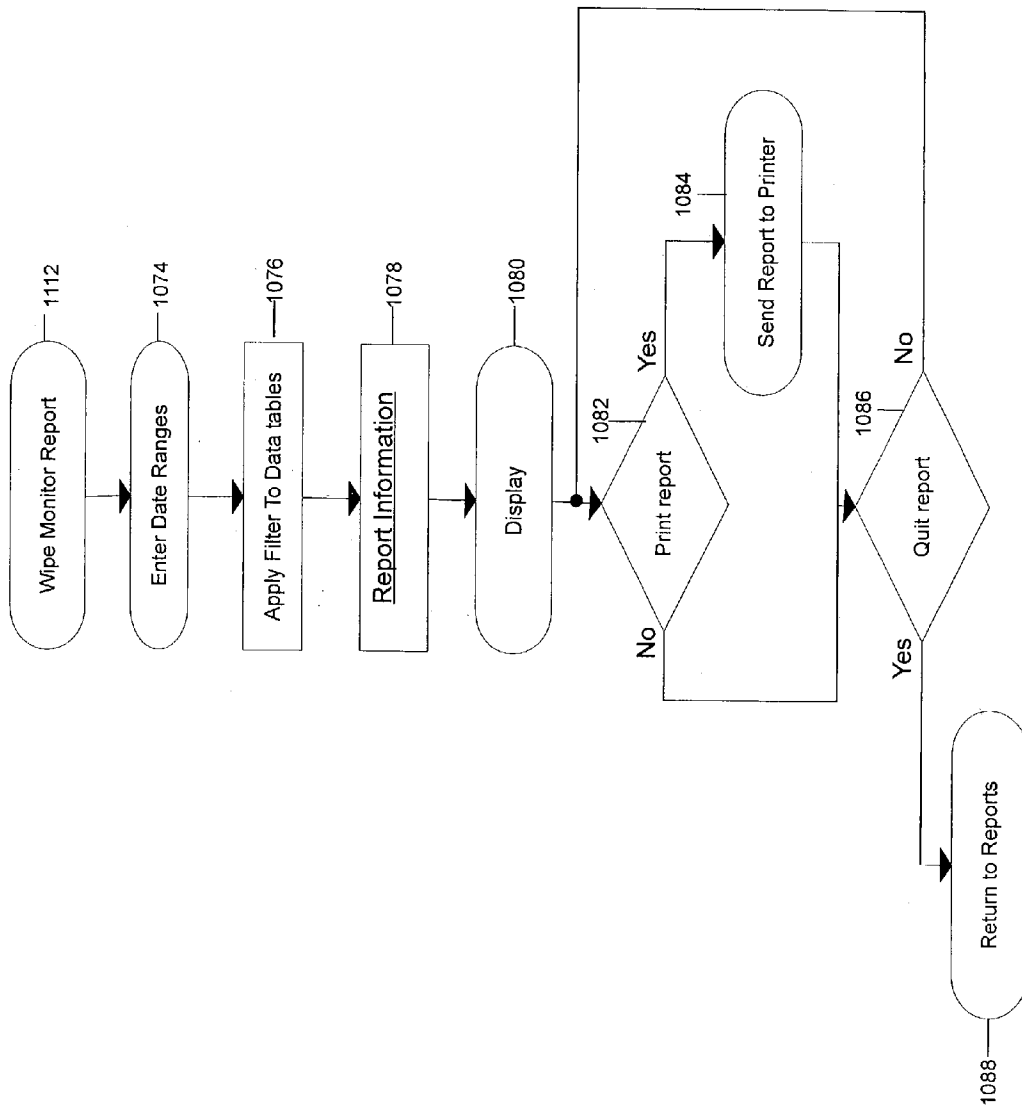 Wipe Monitor Report
1112
Enter Date Ranges
1074
Apply Filter To Data tables
1076
Report Information
1078
Display
1080
Print report
1082
Yes
No
Send Report to Printer
1084
Quit report
1086
No
Yes
Return to Reports
1088